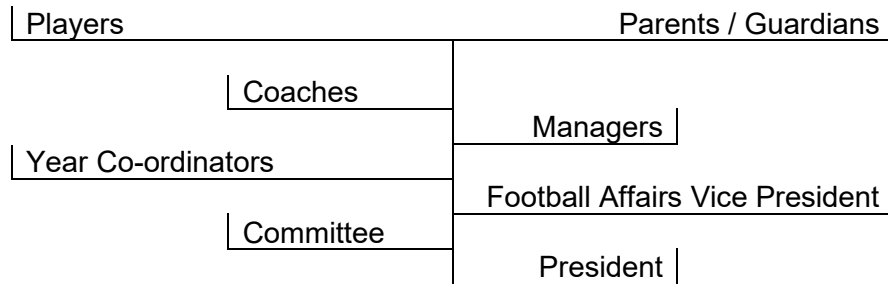 Players Parents / Guardians
Coaches
Managers
Year Co-ordinators
Football Affairs Vice President
Committee
President